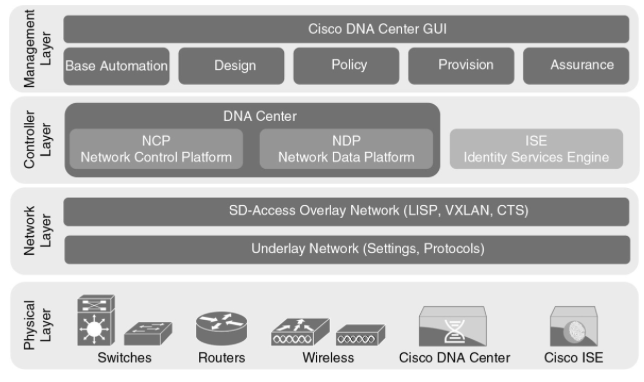 Management
Layer
Cisco DNA Center GUI
Base Automation
Design
Policy
Provision
Assurance
Controller
Layer
DNA Center
NCP
Network Control Platform
NDP
Network Data Platform
ISE
Identity Services Engine
Network
Layer
SD-Access Overlay Network (LISP, VXLAN, CTS)
Underlay Network (Settings, Protocols)
Physical
Layer
Switches
Routers
Wireless
Cisco DNA Center
Cisco ISE